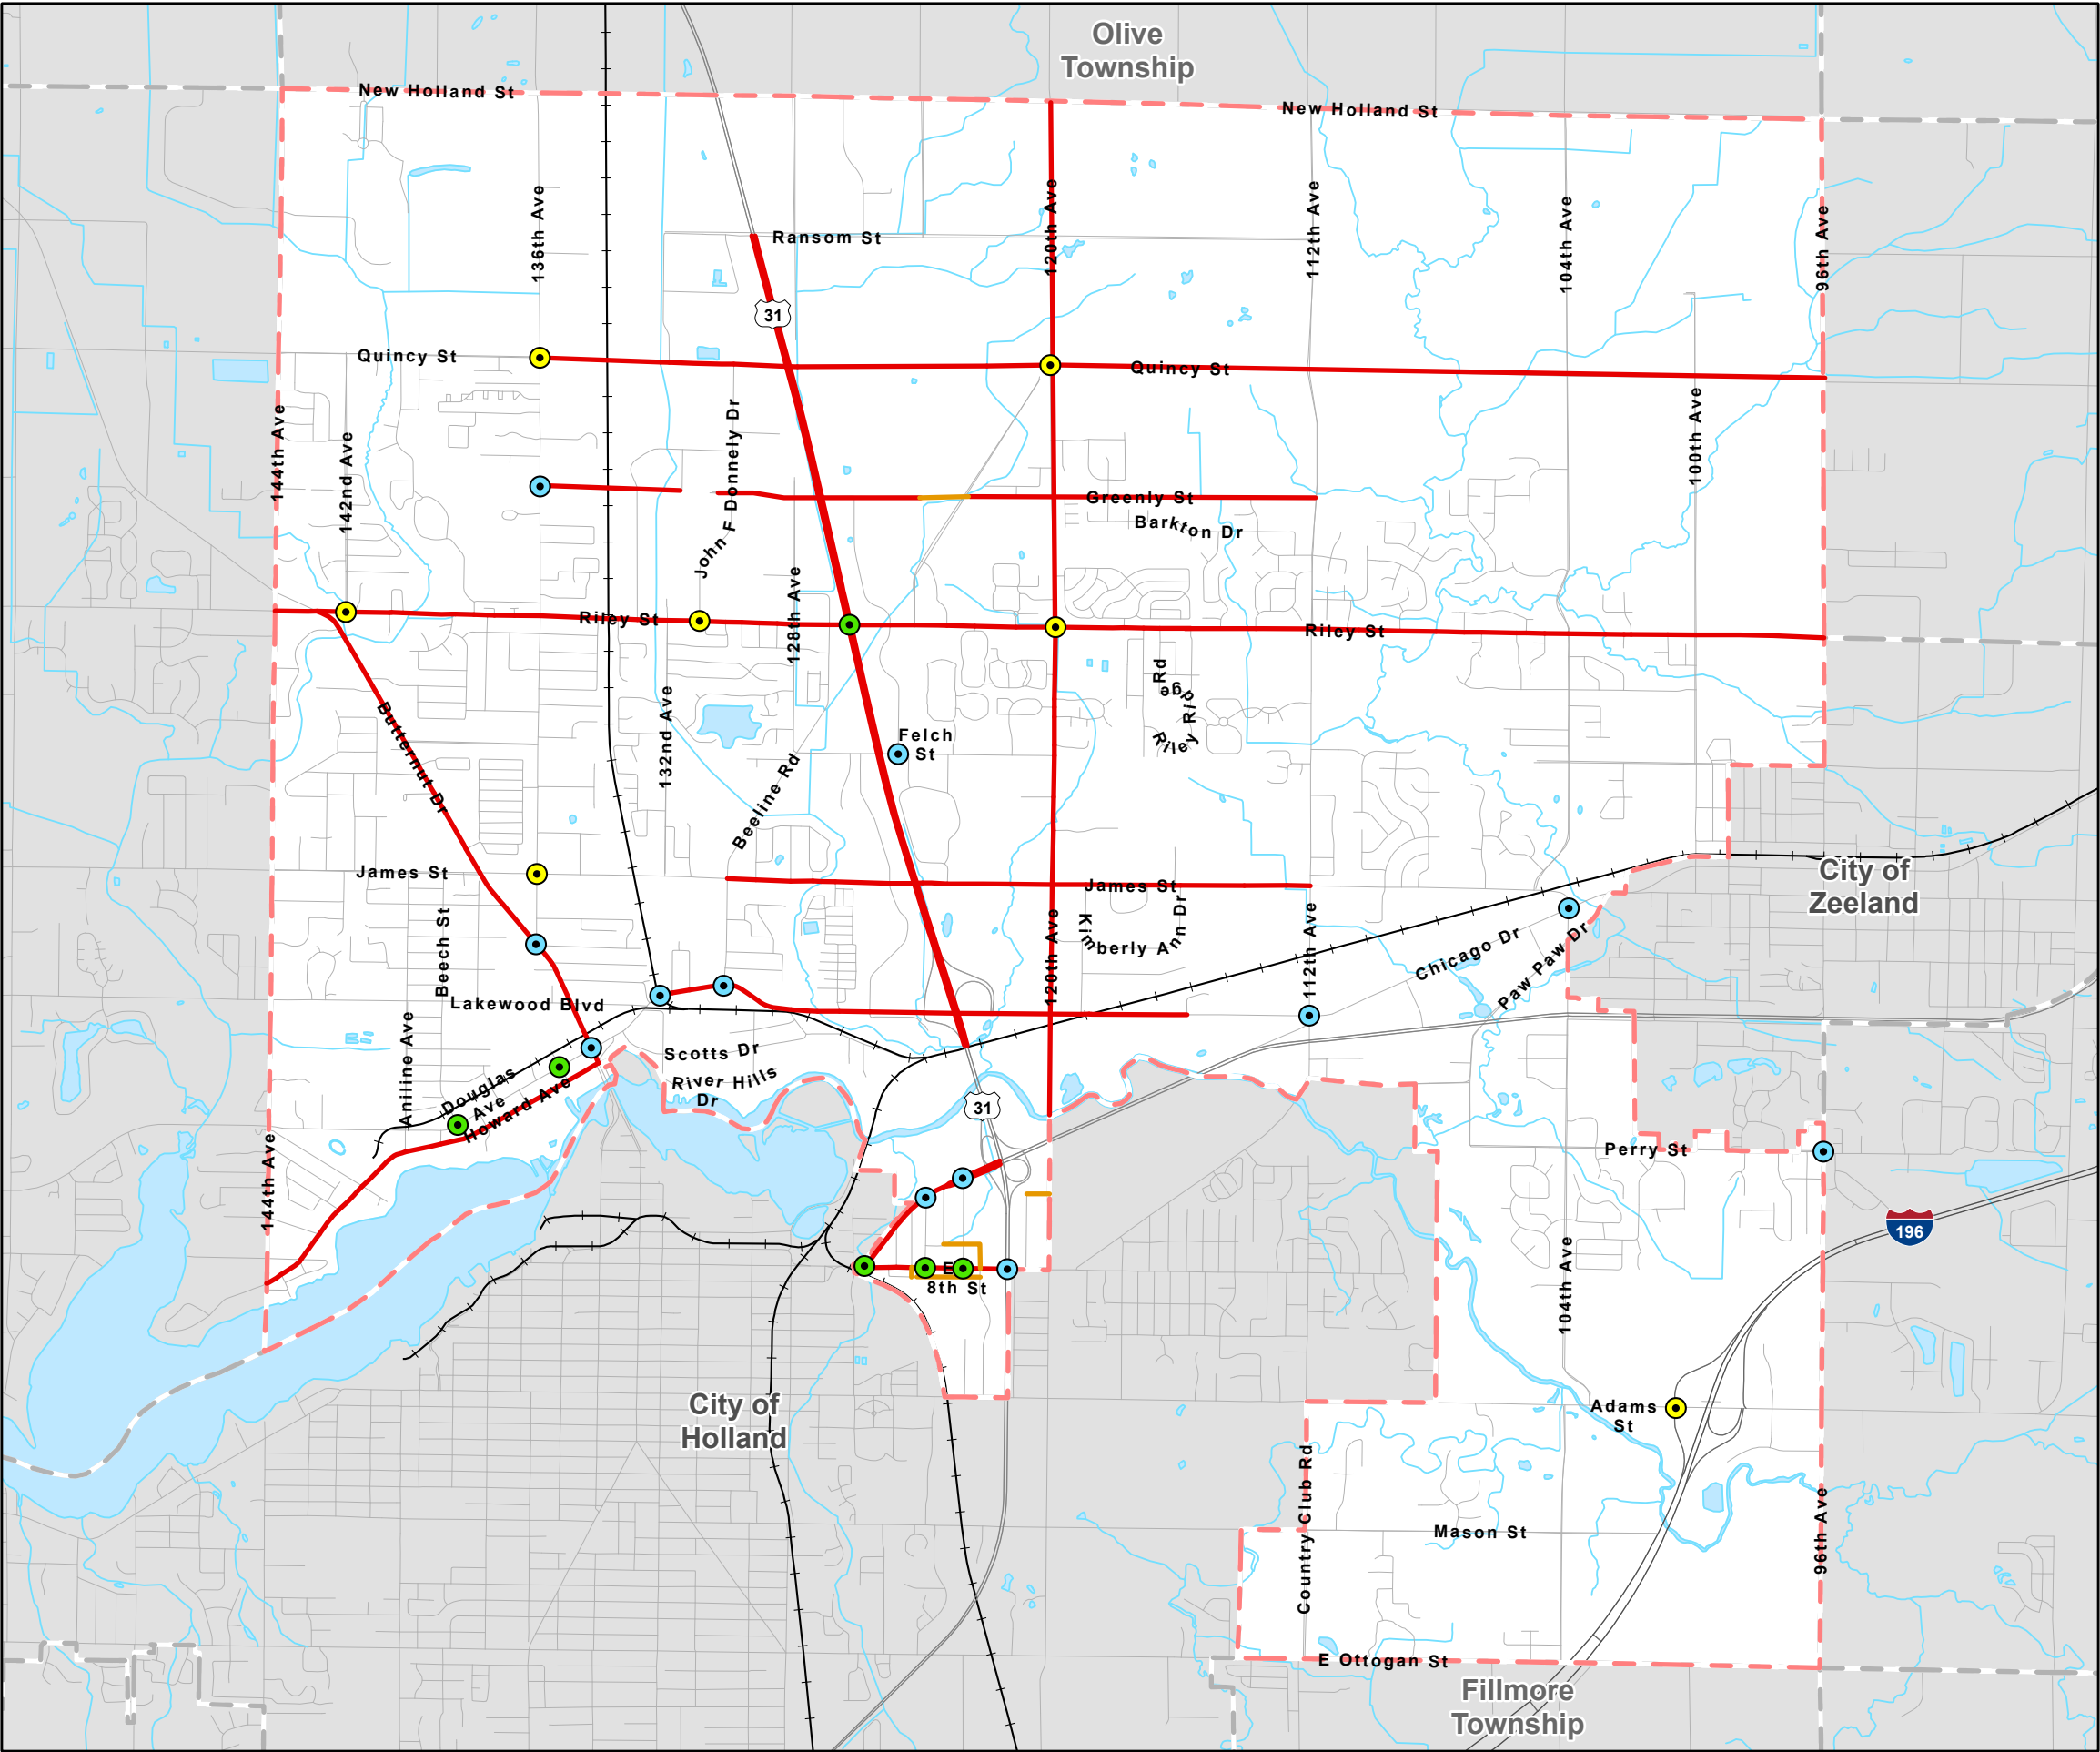 Olive
Township
New Holland St
New Holland St
136th Ave
120th Ave
112th Ave
104th Ave
96th Ave
Ransom St
31
Quincy St
Quincy St
144th Ave
142nd Ave
John F Donnely Dr
100th Ave
Greenly St
Barkton Dr
128th Ave
Riley St
Riley St
Riley Ridge Rd
132nd Ave
Butternut Dr
Felch
St
Beeline Rd
James St
James St
City of
Zeeland
Beech St
Kimberly Ann Dr
120th Ave
112th Ave
Chicago Dr
Paw Paw Dr
Lakewood Blvd
Aniline Ave
Scotts Dr
River Hills
Dr
Douglas
Ave
Howard Ave
31
144th Ave
Perry St
196
104th Ave
E
8th St
City of
Holland
Adams
St
Country Club Rd
96th Ave
Mason St
E Ottogan St
Fillmore
Township